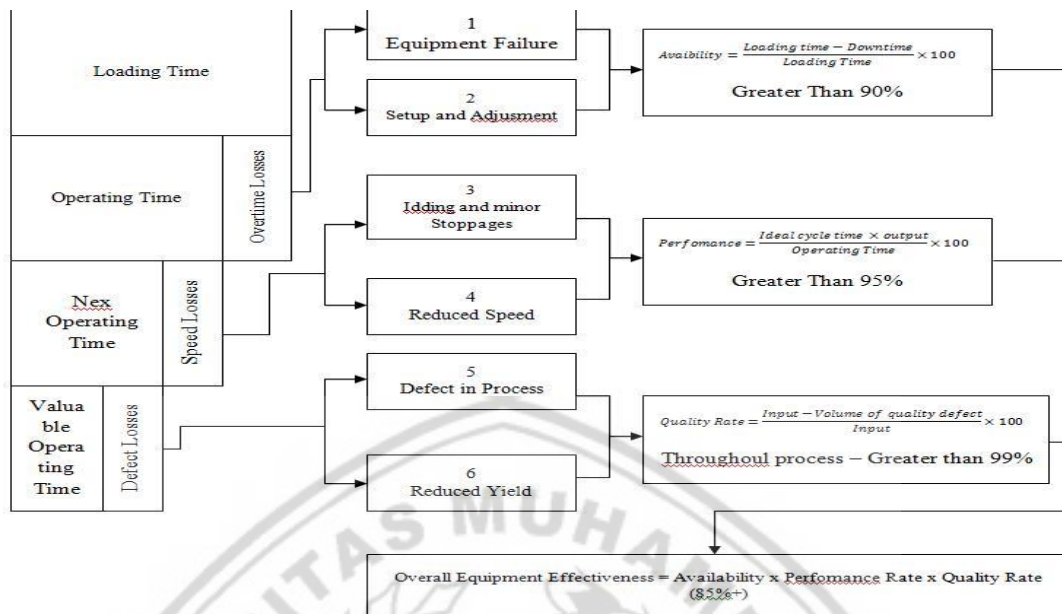 Loading Time
Operating Time
Overtime Losses
Nex
Operating
Time
Speed Losses
Valua
ble
Opera
ting
Time
Defect Losses
1
Equipment Failure
2
Setup and Adjusment
3
Idding and minor
Stoppages
4
Reduced Speed
5
Defect in Process
6
Reduced Yield
Avaibility = Loading time − Downtime / Loading Time × 100
Greater Than 90%
Perfomance = Ideal cycle time × output / Operating Time × 100
Greater Than 95%
Quality Rate = Input − Volume of quality defect / Input × 100
Throughoul process − Greater than 99%
Overall Equipment Effectiveness = Availability x Perfomance Rate x Quality Rate
(85%+)
ITAS MUHAM